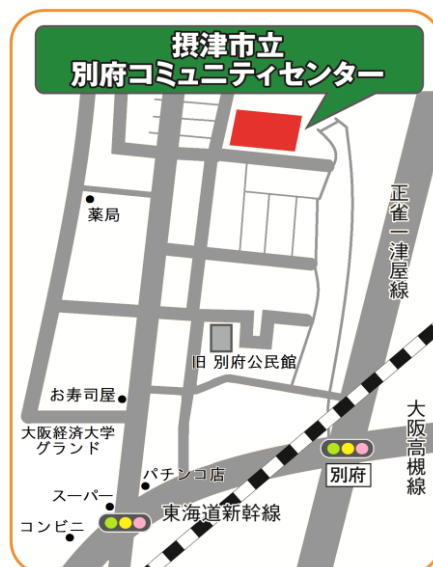 摂津市立
別府コミュニティセンター
正雀一津屋線
薬局
旧 別府公民館
お寿司屋
大阪経済大学
グランド
大阪高槻線
パチンコ店
別府
スーパー
東海道新幹線
コンビニ